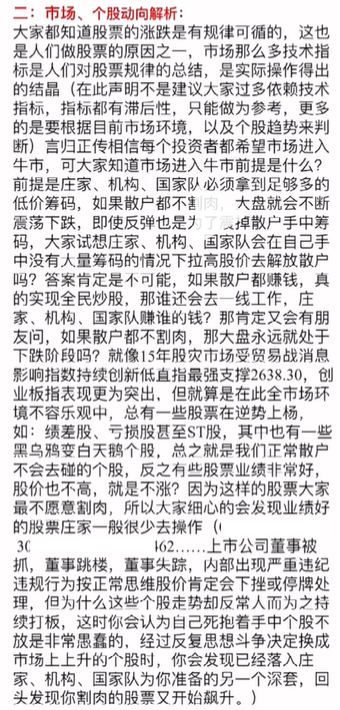 二：市场、个股动向解析：
大家都知道股票的涨跌是有规律可循的，这也
是人们做股票的原因之一，市场那么多技术指
标是人们对股票规律的总结，是实际操作得出
的结晶（在此声明不是建议大家过多依赖技术
指标，指标都有滞后性，只能做为参考，更多
的是要根据目前市场环境，以及个股趋势来判
断）言归正传相信每个投资者都希望市场进入
牛市，可大家知道市场进入牛市前提是什么？
前提是庄家、机构、国家队必须拿到足够多的
低价筹码，如果散户都不割肉，大盘就会不断
震荡下跌，即使反弹也是为了震掉散户手中筹
码，大家试想庄家、机构、国家队会在自己手
中没有大量筹码的情况下拉高股价去解放散户
吗？答案肯定是不可能，如果散户都赚钱，真
的实现全民炒股，那谁还会去一线工作，庄
家、机构、国家队赚谁的钱？那肯定又会有朋
友问，如果散户都不割肉，那大盘永远就处于
下跌阶段吗？就像15年股灾市场受贸易战消息
影响指数持续创新低直指最强支撑2638.30，创
业板指表现更为突出，但就算是在此全市场环
境不容乐观中，总有一些股票在逆势上杨，
如：绩差股、亏损股甚至ST股，其中也有一些
黑乌鸦变白天鹅个股，总之就是我们正常散户
不会去碰的个股，反之有些股票业绩非常好，
股价也不高，就是不涨？因为这样的股票大家
最不愿意割肉，所以大家细心的会发现业绩好
的股票庄家一般很少去操作（
30 462……上市公司董事被
抓，董事跳楼，董事失踪，内部出现严重违纪
违规行为按正常思维股价肯定会下挫或停牌处
理，但为什么这些个股走势却反常人而为之持
续打板，这时你会认为自己死抱着手中个股不
放是非常愚蠢的，经过反复思想斗争决定换成
市场上上升的个股时，你会发现已经落入庄
家、机构、国家队为你准备的另一个深套，回
头发现你割肉的股票又开始飙升。）